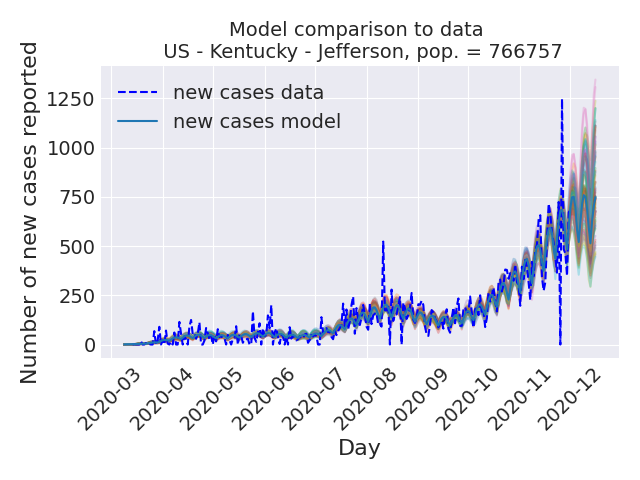 Model comparison to data
US - Kentucky - Jefferson, pop. = 766757
Number of new cases reported
1250
1000
750
500
250
0
new cases data
new cases model
2020-03
2020-04
2020-05
2020-06
2020-07
2020-08
2020-09
2020-10
2020-11
2020-12
Day